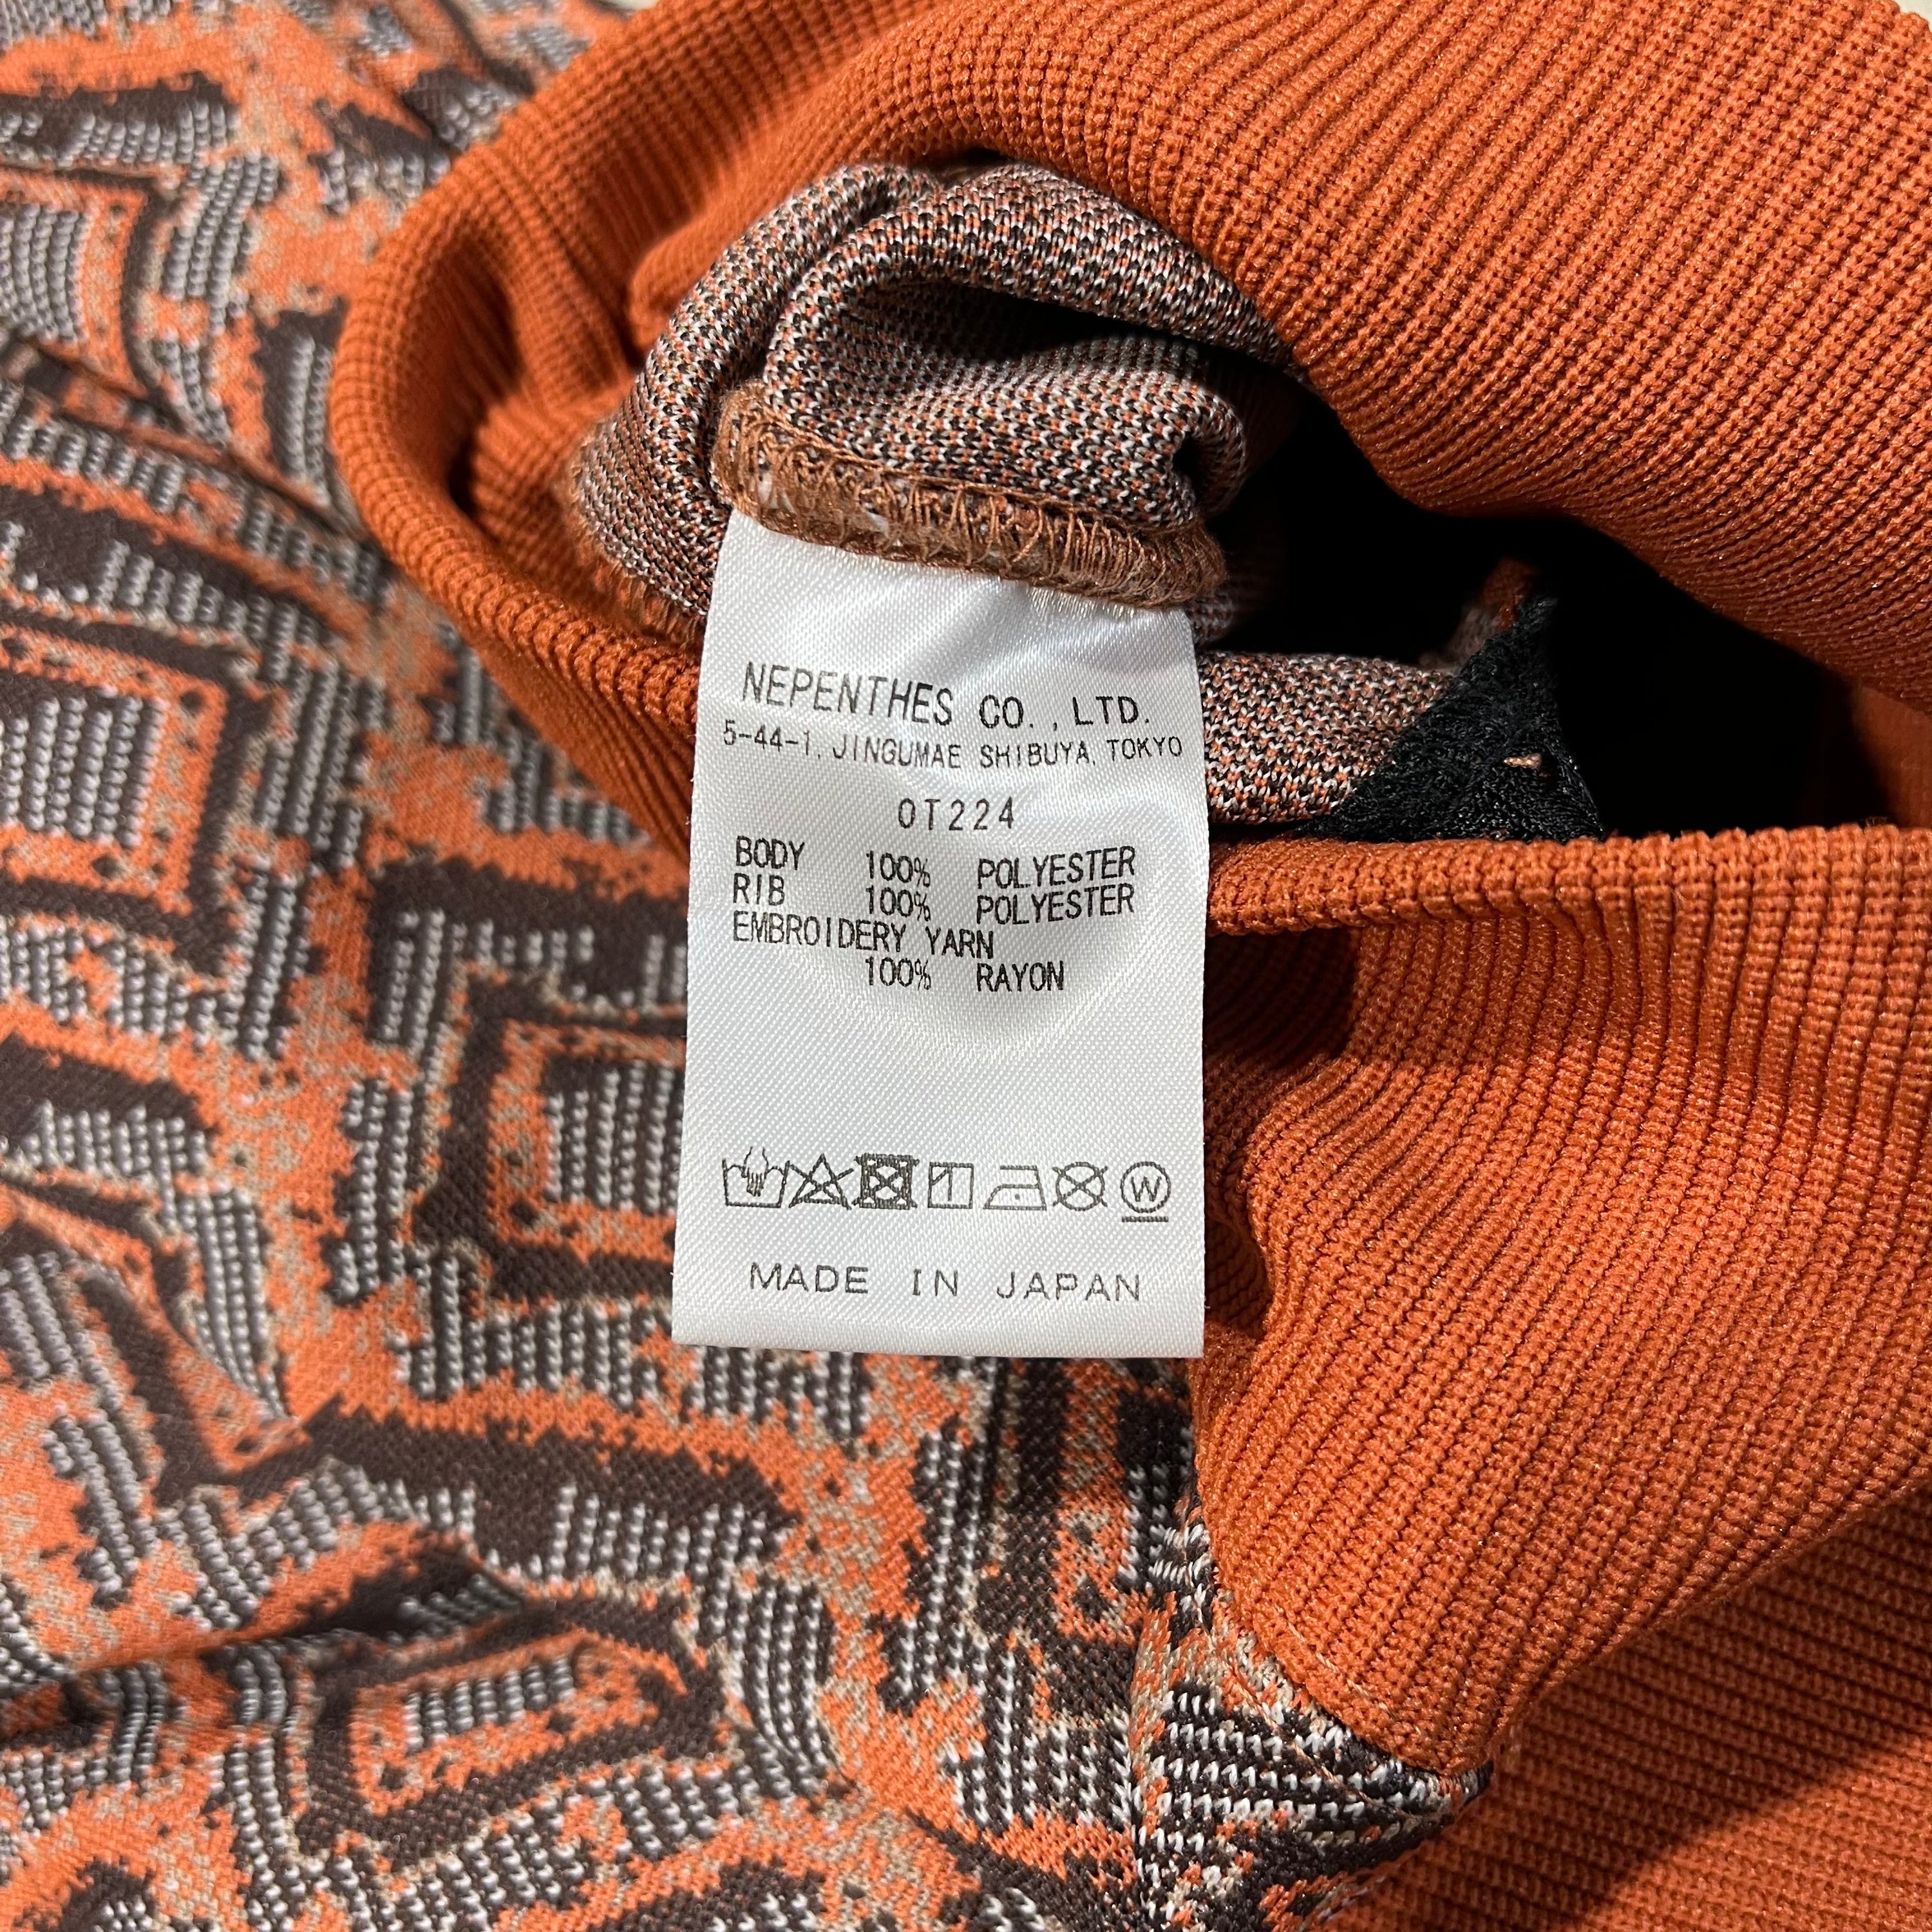 NEPENTHES CO., LTD.
5-44-1, JINGUMAE SHIBUYA, TOKYO
OT224
BODY 100% POLYESTER
RIB 100% POLYESTER
EMBROIDERY YARN
100% RAYON
1 W
MADE IN JAPAN